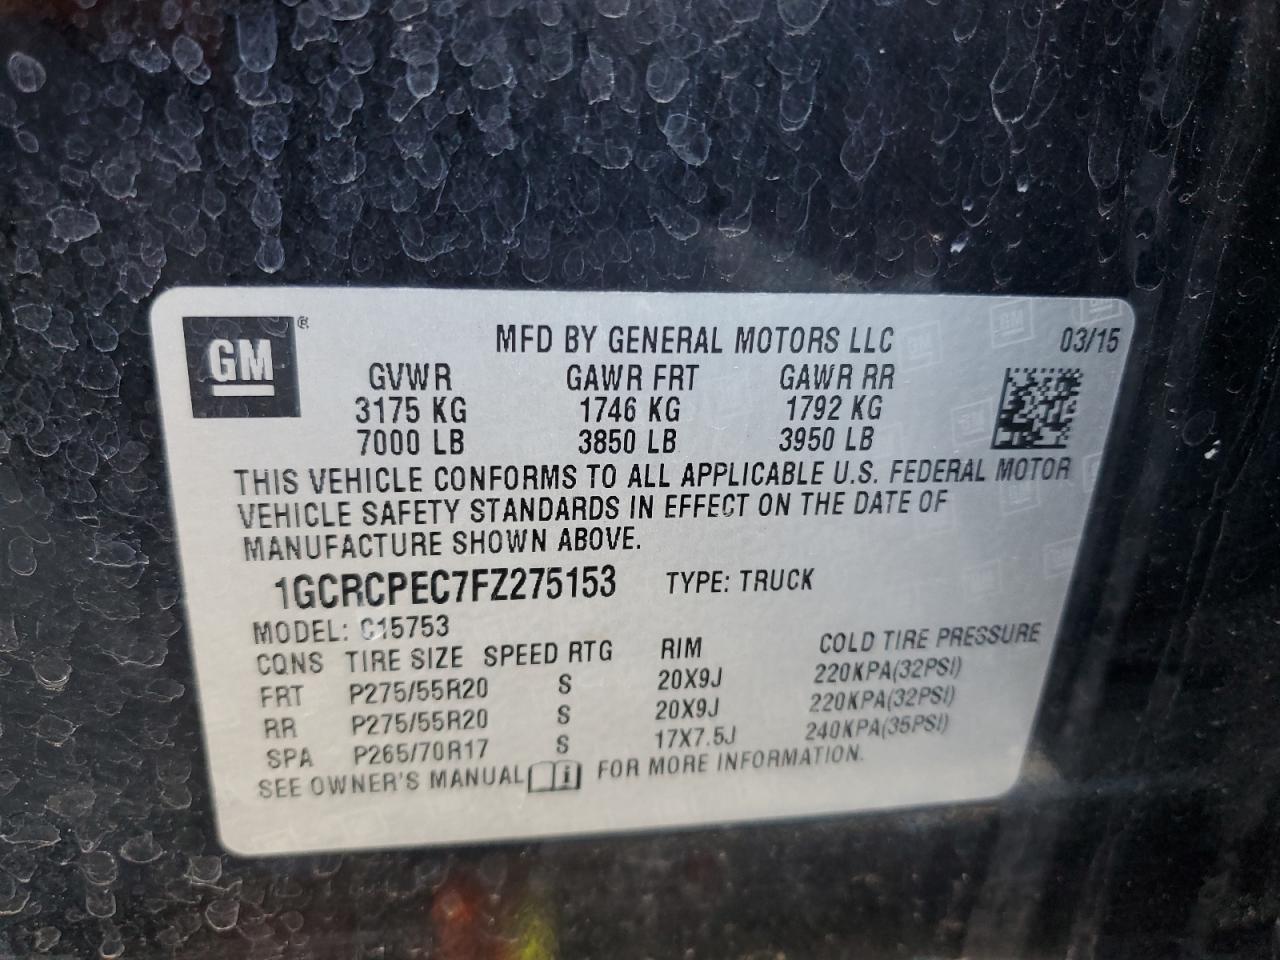 GM ®
MFD BY GENERAL MOTORS LLC 03/15
GVWR GAWR FRT GAWR RR
3175 KG 1746 KG 1792 KG
7000 LB 3850 LB 3950 LB
THIS VEHICLE CONFORMS TO ALL APPLICABLE U.S. FEDERAL MOTOR
VEHICLE SAFETY STANDARDS IN EFFECT ON THE DATE OF
MANUFACTURE SHOWN ABOVE.
1GCRCPEC7FZ275153 TYPE: TRUCK
MODEL: C15753
CQNS TIRE SIZE SPEED RTG RIM COLD TIRE PRESSURE
FRT P275/55R20 S 20X9J 220KPA(32PSI)
RR P275/55R20 S 20X9J 220KPA(32PSI)
SPA P265/70R17 S 17X7.5J 240KPA(35PSI)
SEE OWNER'S MANUAL i FOR MORE INFORMATION.